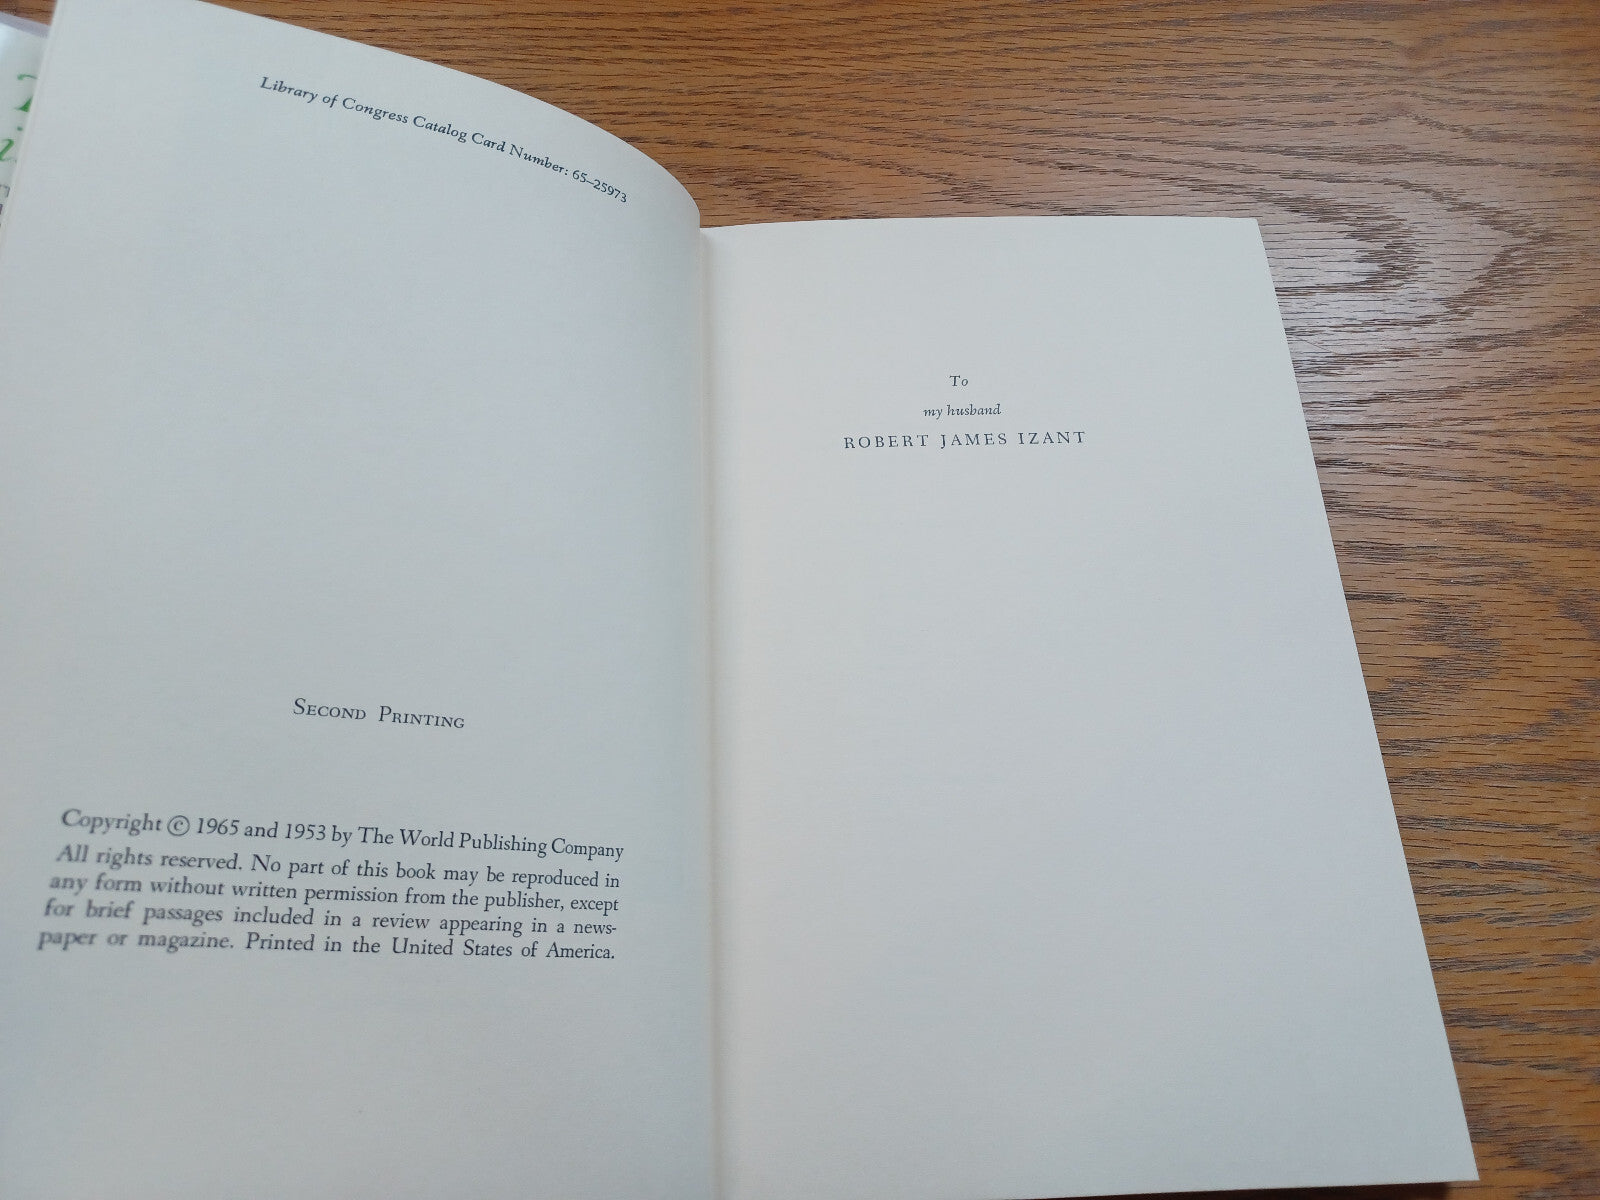 Library of Congress Catalog Card Number: 65–25973
Second Printing
Copyright © 1965 and 1953 by The World Publishing Company
All rights reserved. No part of this book may be reproduced in
any form without written permission from the publisher, except
for brief passages included in a review appearing in a news-
paper or magazine. Printed in the United States of America.
To
my husband
ROBERT JAMES IZANT